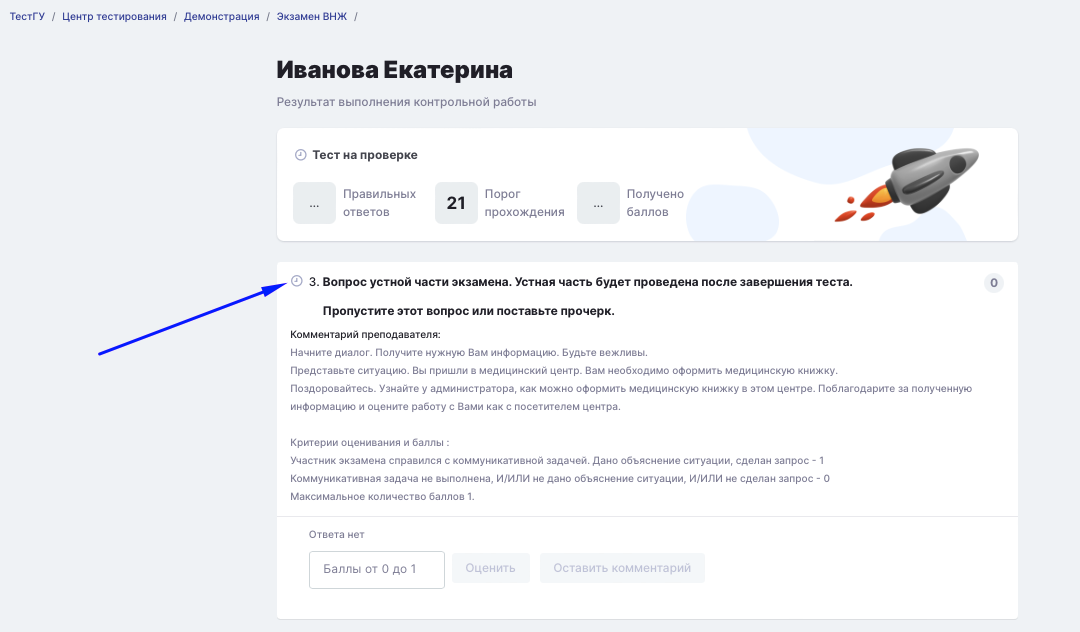 ТестГУ / Центр тестирования / Демонстрация / Экзамен ВНЖ /
Иванова Екатерина
Результат выполнения контрольной работы
Тест на проверке
... Правильных ответов
21 Порог прохождения
... Получено баллов
3. Вопрос устной части экзамена. Устная часть будет проведена после завершения теста. 0
Пропустите этот вопрос или поставьте прочерк.
Комментарий преподавателя:
Начните диалог. Получите нужную Вам информацию. Будьте вежливы.
Представьте ситуацию. Вы пришли в медицинский центр. Вам необходимо оформить медицинскую книжку.
Поздоровайтесь. Узнайте у администратора, как можно оформить медицинскую книжку в этом центре. Поблагодарите за полученную
информацию и оцените работу с Вами как с посетителем центра.
Критерии оценивания и баллы :
Участник экзамена справился с коммуникативной задачей. Дано объяснение ситуации, сделан запрос - 1
Коммуникативная задача не выполнена, И/ИЛИ не дано объяснение ситуации, И/ИЛИ не сделан запрос - 0
Максимальное количество баллов 1.
Ответа нет
Баллы от 0 до 1 Оценить Оставить комментарий